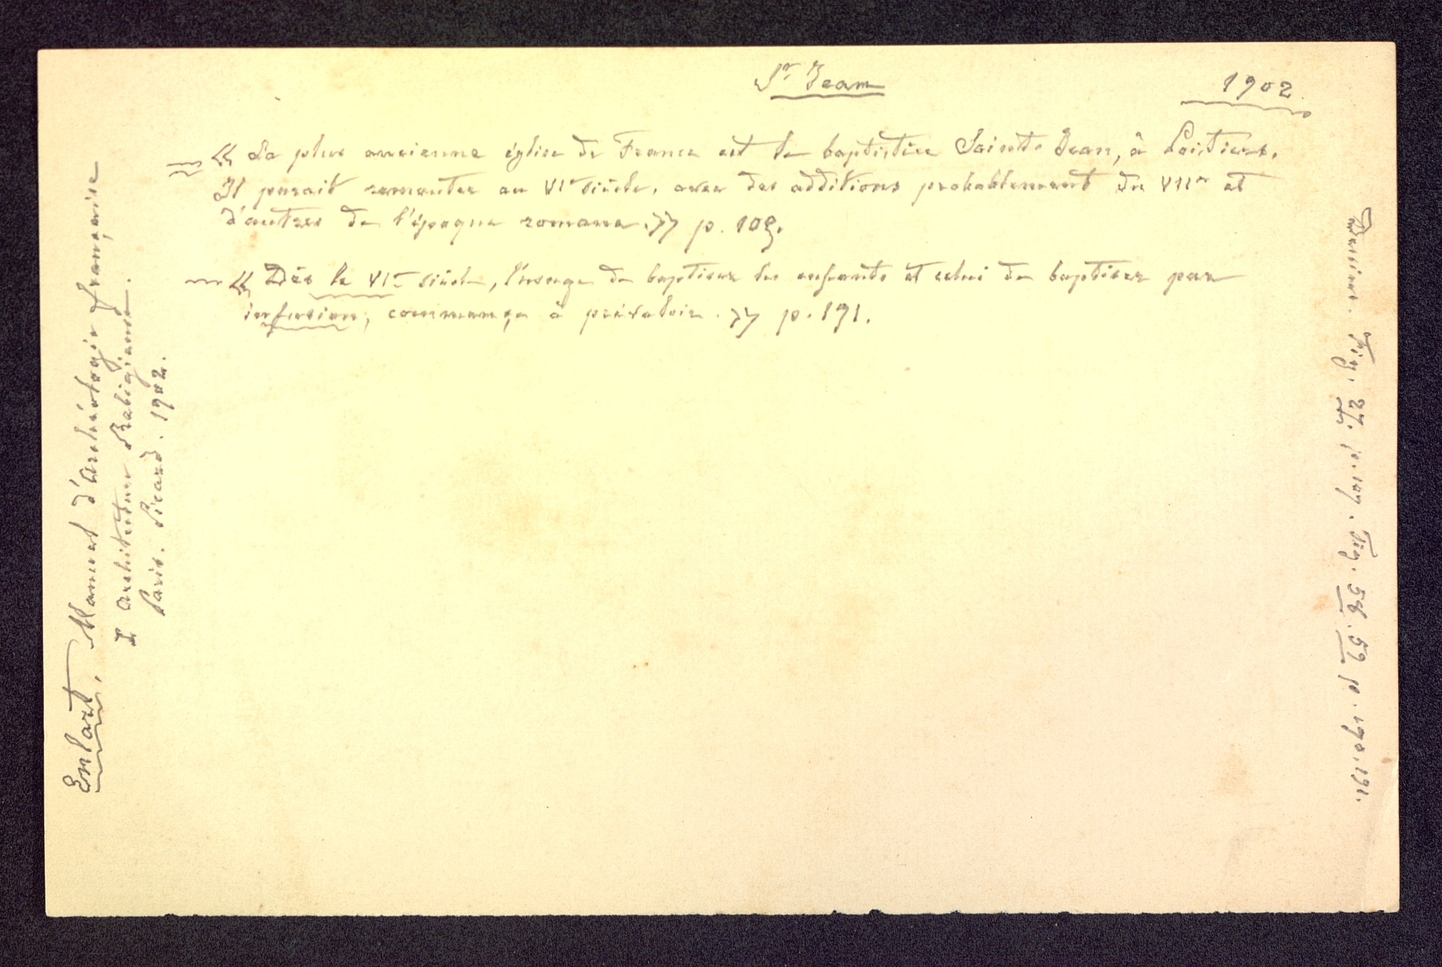 St Jean
1902.
« La plus ancienne église de France est le baptistère Sainte Jean, à Poitiers.
Il parait remonter au VIe siècle, avec des additions probablement du VIIe et
d'autres de l'époque romane. » p. 109.
« Dès le VIe siècle, l'usage de baptiser les enfants et celui de baptiser par
infusion, commença à prévaloir. » p. 191.
Enlart, Manuel d'Archéologie française
I Architecture Religieuse.
Paris. Picard. 1902.
Dessins. Fig. 27. p. 107. Fig. 58. 59 p. 190. 191.